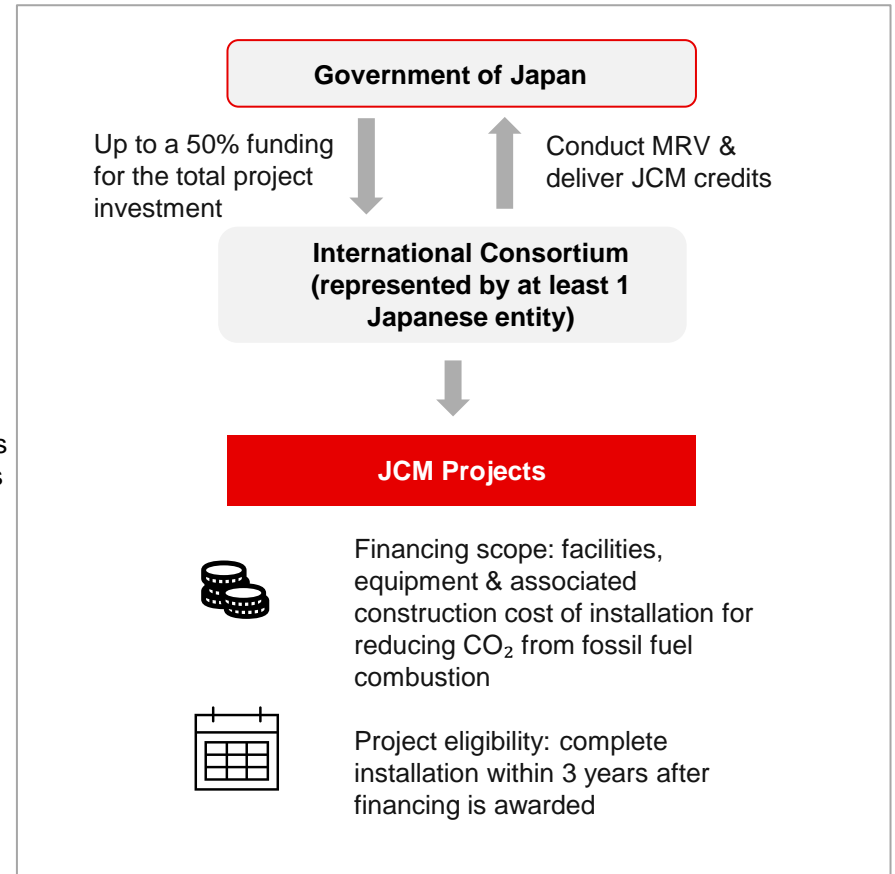 Government of Japan
Up to a 50% funding
for the total project
investment
Conduct MRV &
deliver JCM credits
International Consortium
(represented by at least 1
Japanese entity)
JCM Projects
Financing scope: facilities,
equipment & associated
construction cost of installation for
reducing CO₂ from fossil fuel
combustion
Project eligibility: complete
installation within 3 years after
financing is awarded